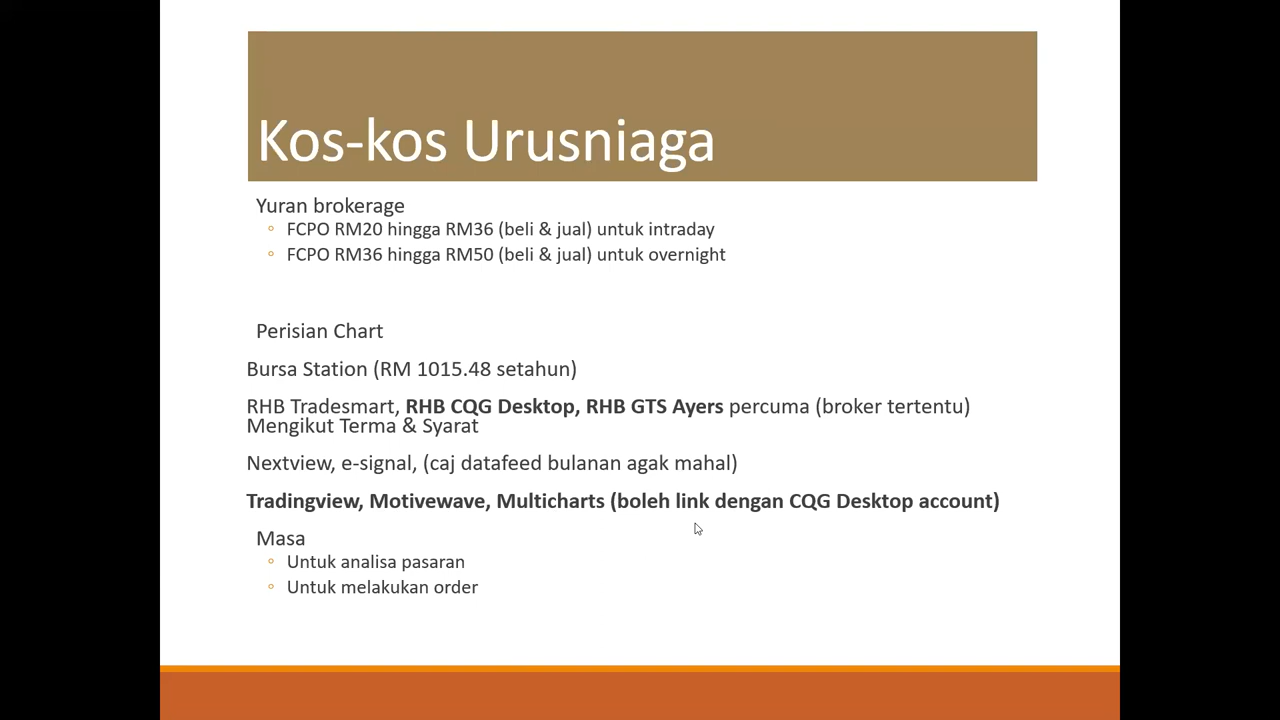 Kos-kos Urusniaga
Yuran brokerage
◦ FCPO RM20 hingga RM36 (beli & jual) untuk intraday
◦ FCPO RM36 hingga RM50 (beli & jual) untuk overnight
Perisian Chart
Bursa Station (RM 1015.48 setahun)
RHB Tradesmart, RHB CQG Desktop, RHB GTS Ayers percuma (broker tertentu)
Mengikut Terma & Syarat
Nextview, e-signal, (caj datafeed bulanan agak mahal)
Tradingview, Motivewave, Multicharts (boleh link dengan CQG Desktop account)
Masa
◦ Untuk analisa pasaran
◦ Untuk melakukan order